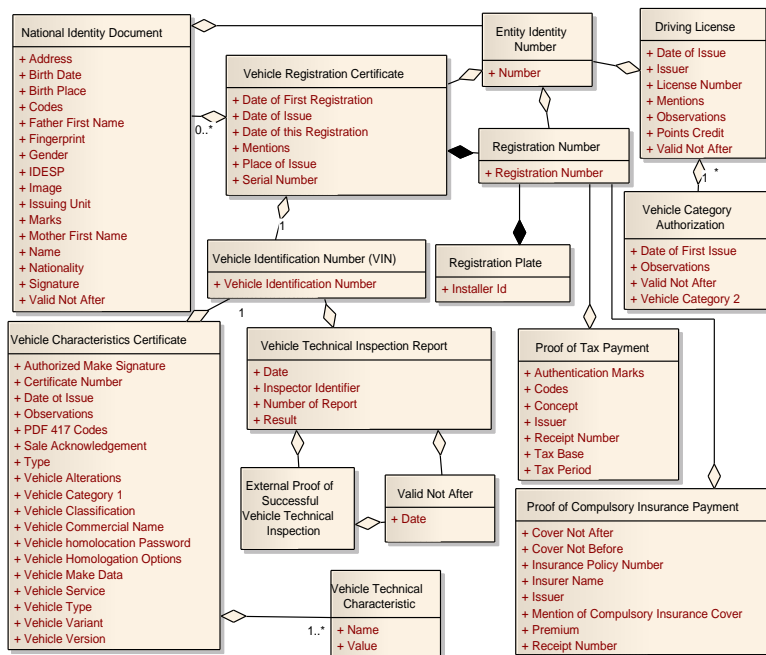 National Identity Document
+ Address
+ Birth Date
+ Birth Place
+ Codes
+ Father First Name
+ Fingerprint
+ Gender
+ IDESP
+ Image
+ Issuing Unit
+ Marks
+ Mother First Name
+ Name
+ Nationality
+ Signature
+ Valid Not After
Vehicle Registration Certificate
+ Date of First Registration
+ Date of Issue
+ Date of this Registration
+ Mentions
+ Place of Issue
+ Serial Number
0..*
1
Entity Identity
Number
+ Number
Driving License
+ Date of Issue
+ Issuer
+ License Number
+ Mentions
+ Observations
+ Points Credit
+ Valid Not After
1
*
Registration Number
+ Registration Number
Vehicle Category
Authorization
+ Date of First Issue
+ Observations
+ Valid Not After
+ Vehicle Category 2
Vehicle Identification Number (VIN)
+ Vehicle Identification Number
1
Registration Plate
+ Installer Id
Vehicle Characteristics Certificate
+ Authorized Make Signature
+ Certificate Number
+ Date ot Issue
+ Observations
+ PDF 417 Codes
+ Sale Acknowledgement
+ Type
+ Vehicle Alterations
+ Vehicle Category 1
+ Vehicle Classification
+ Vehicle Commercial Name
+ Vehicle homolocation Password
+ Vehicle Homologation Options
+ Vehicle Make Data
+ Vehicle Service
+ Vehicle Type
+ Vehicle Variant
+ Vehicle Version
Vehicle Technical Inspection Report
+ Date
+ Inspector Identifier
+ Number of Report
+ Result
Proof of Tax Payment
+ Authentication Marks
+ Codes
+ Concept
+ Issuer
+ Receipt Number
+ Tax Base
+ Tax Period
External Proof of
Successful
Vehicle Technical
Inspection
Valid Not After
+ Date
Proof of Compulsory Insurance Payment
+ Cover Not After
+ Cover Not Before
+ Insurance Policy Number
+ Insurer Name
+ Issuer
+ Mention of Compulsory Insurance Cover
+ Premium
+ Receipt Number
Vehicle Technical
Characteristic
+ Name
+ Value
1..*